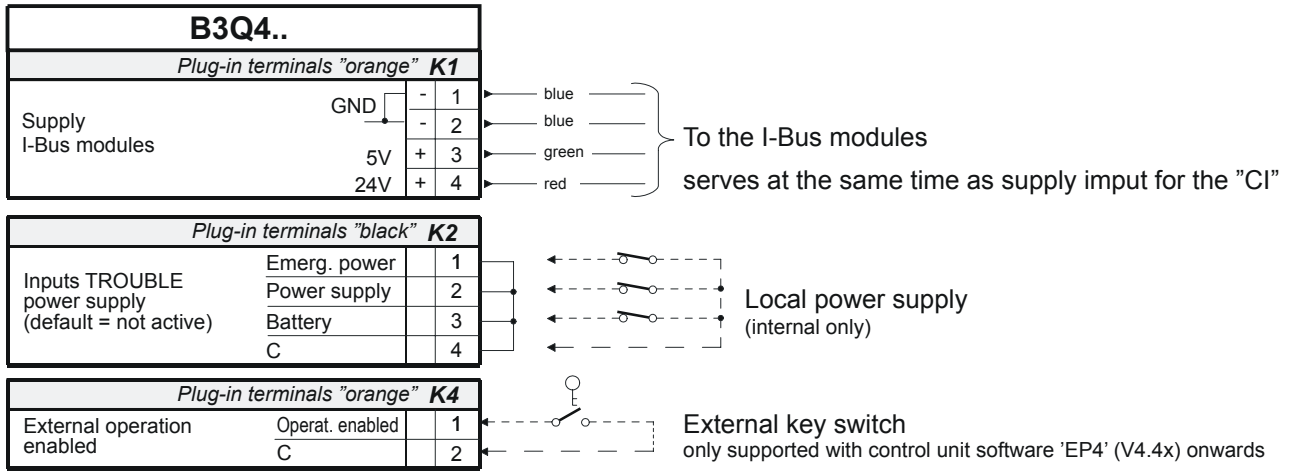 B3Q4..
Plug-in terminals "orange" K1
Supply
I-Bus modules
GND - 1 blue
- 2 blue
5V + 3 green
24V + 4 red
To the I-Bus modules
serves at the same time as supply imput for the ”CI”
Plug-in terminals ”black” K2
Inputs TROUBLE
power supply
(default = not active)
Emerg. power 1
Power supply 2
Battery 3
C 4
Local power supply
(internal only)
Plug-in terminals ”orange” K4
External operation
enabled
Operat. enabled 1
C 2
External key switch
only supported with control unit software 'EP4' (V4.4x) onwards